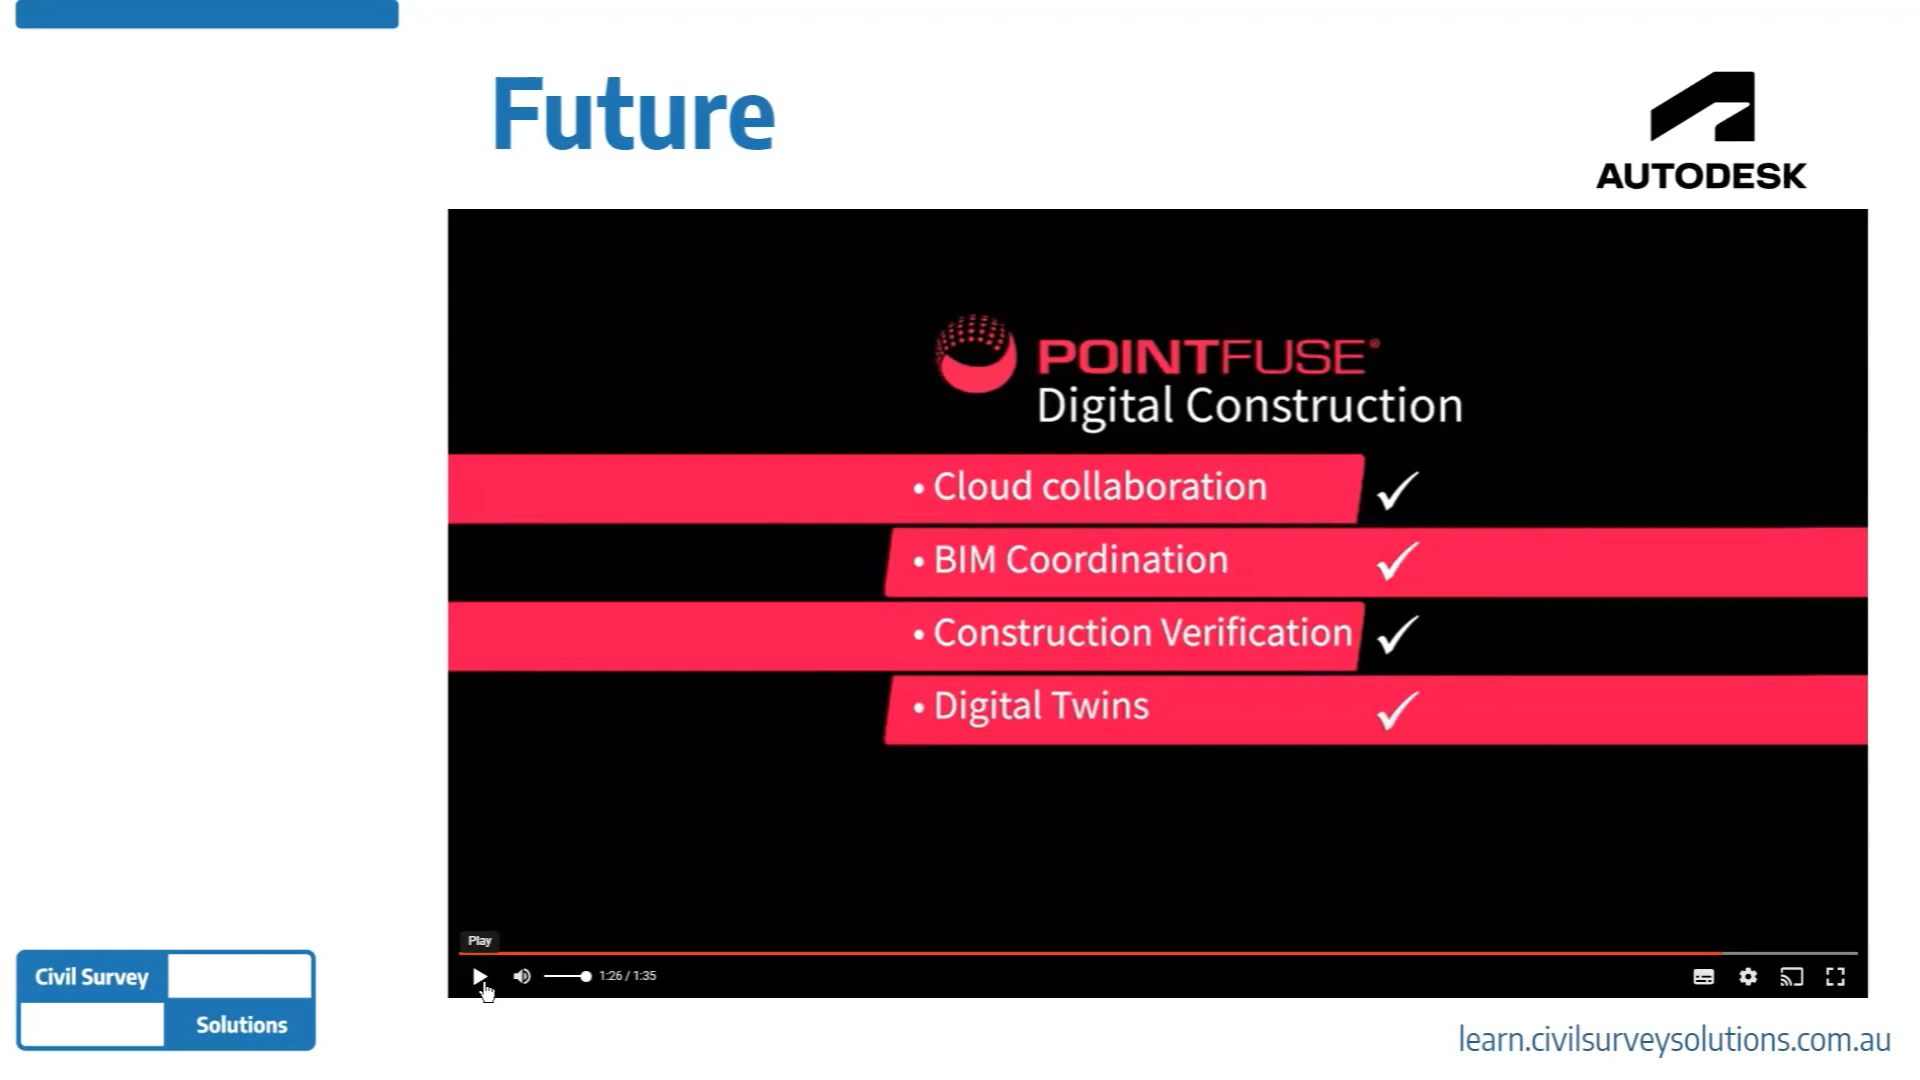 Future
AUTODESK
POINTFUSE®
Digital Construction
• Cloud collaboration ✓
• BIM Coordination ✓
• Construction Verification ✓
• Digital Twins ✓
Play
1:26 / 1:35
Civil Survey
Solutions
learn.civilsurveysolutions.com.au